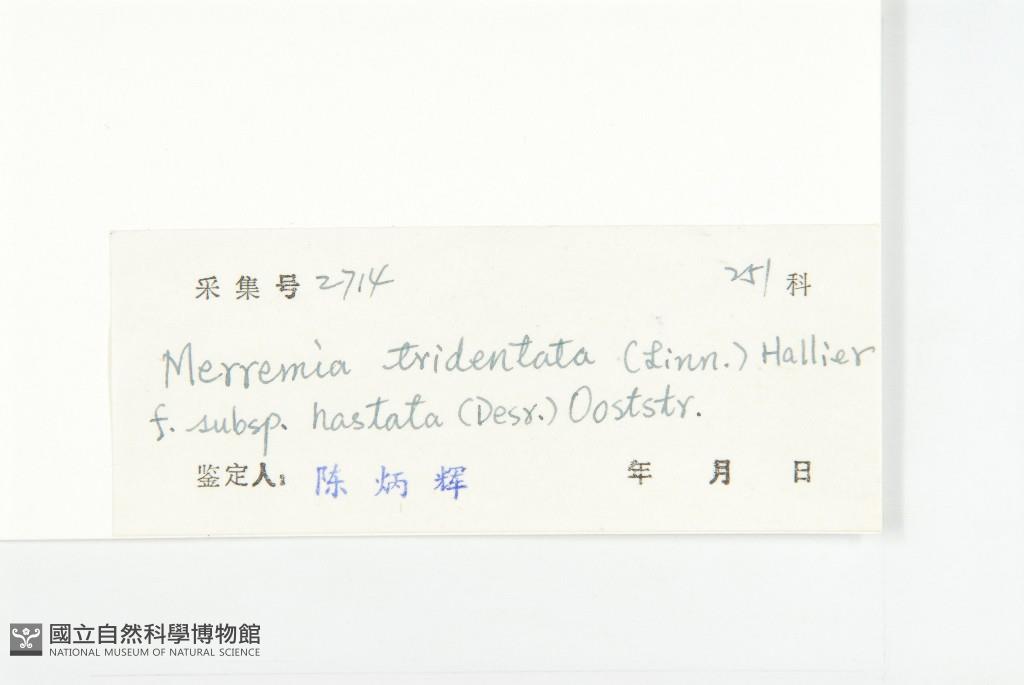 采集号 2714 251 科
Merremia tridentata (Linn.) Hallier
f. subsp. hastata (Desr.) Ooststr.
鉴定人: 陈炳辉 年 月 日
國立自然科學博物館
NATIONAL MUSEUM OF NATURAL SCIENCE